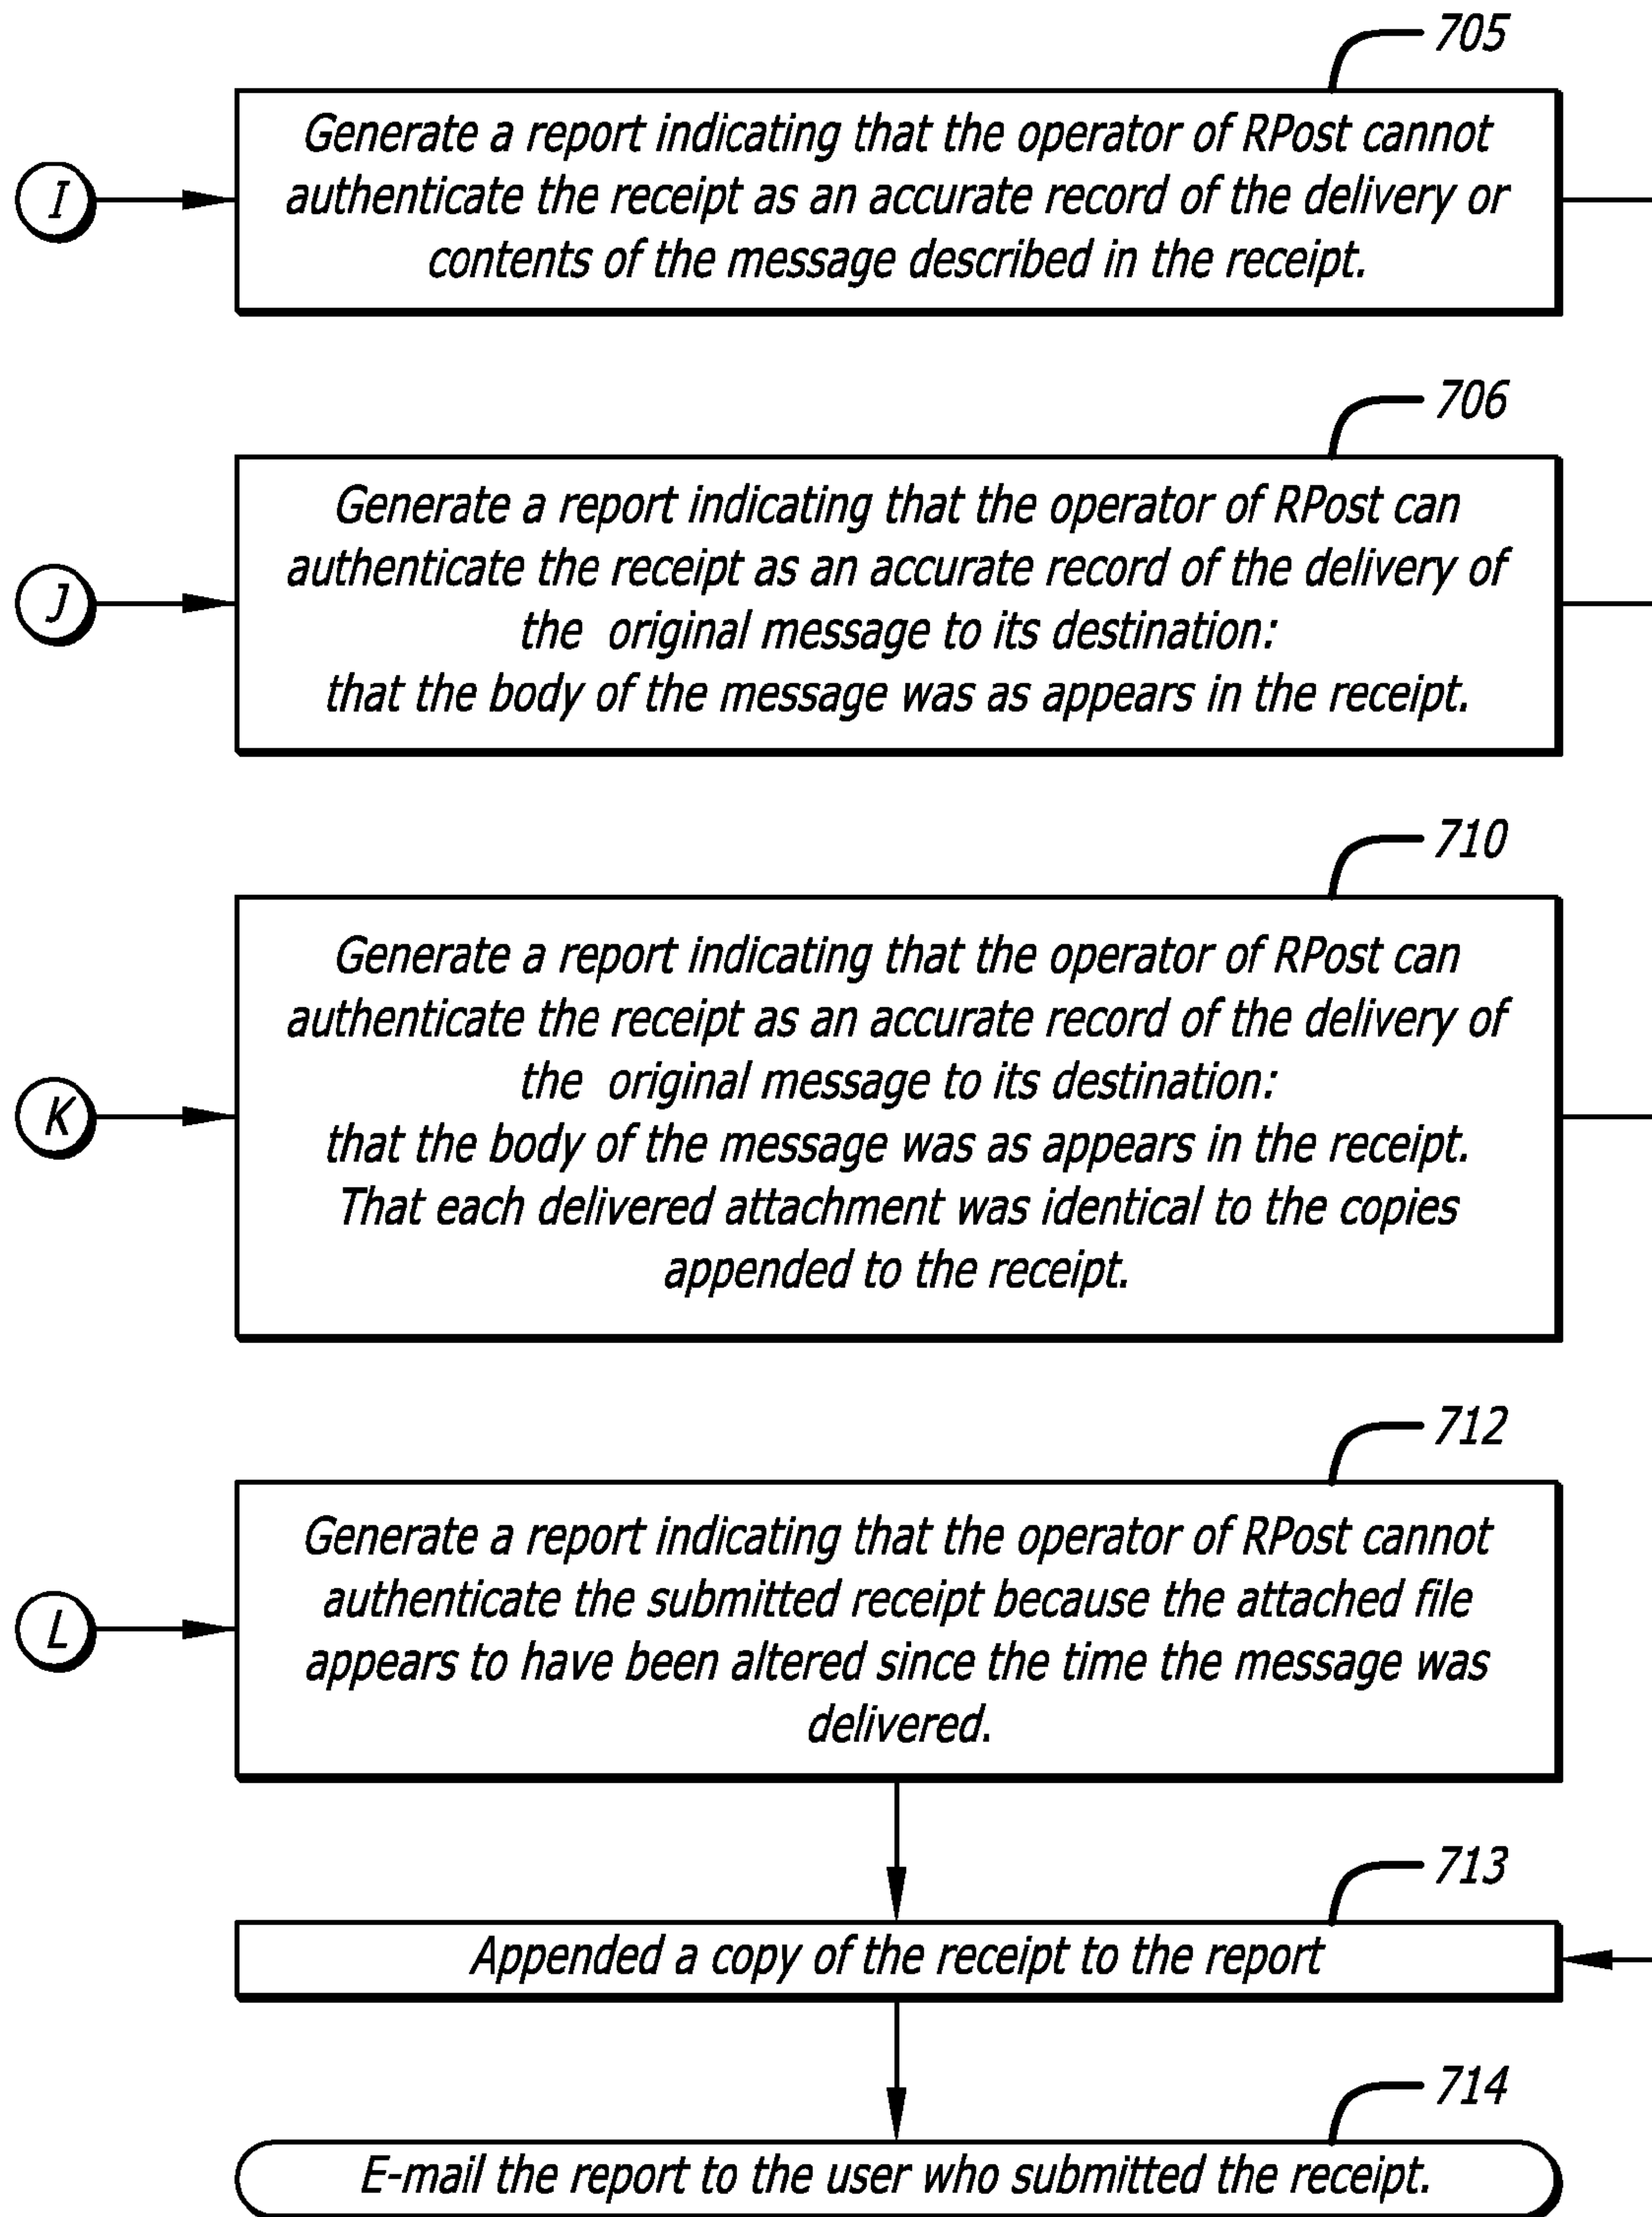 705
Generate a report indicating that the operator of RPost cannot
authenticate the receipt as an accurate record of the delivery or
contents of the message described in the receipt.
I
706
Generate a report indicating that the operator of RPost can
authenticate the receipt as an accurate record of the delivery of
the original message to its destination:
that the body of the message was as appears in the receipt.
J
710
Generate a report indicating that the operator of RPost can
authenticate the receipt as an accurate record of the delivery of
the original message to its destination:
that the body of the message was as appears in the receipt.
That each delivered attachment was identical to the copies
appended to the receipt.
K
712
Generate a report indicating that the operator of RPost cannot
authenticate the submitted receipt because the attached file
appears to have been altered since the time the message was
delivered.
L
713
Appended a copy of the receipt to the report
714
E-mail the report to the user who submitted the receipt.